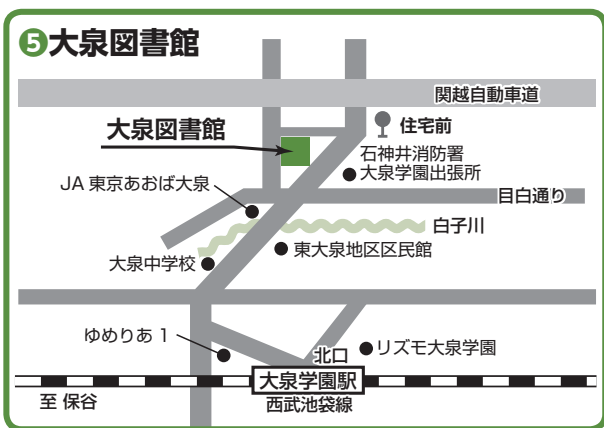 ❺大泉図書館
関越自動車道
大泉図書館
住宅前
石神井消防署
大泉学園出張所
JA 東京あおば大泉
目白通り
白子川
東大泉地区区民館
大泉中学校
ゆめりあ 1
北口
リズモ大泉学園
大泉学園駅
至 保谷
西武池袋線